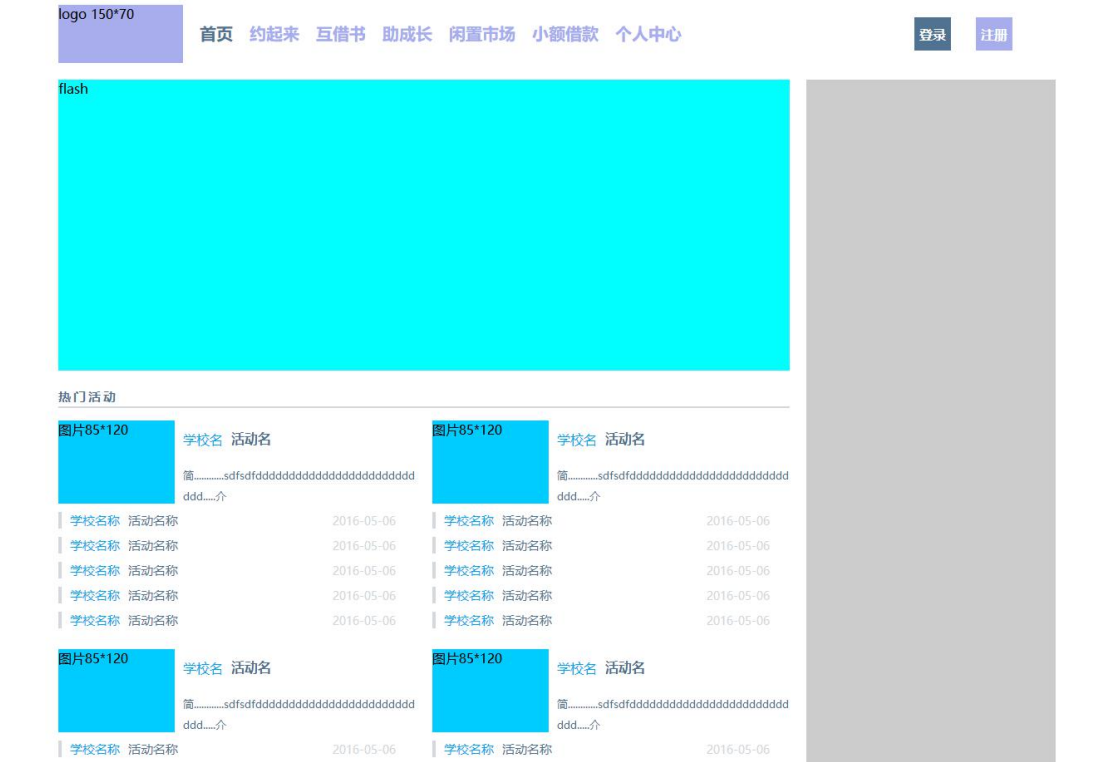 logo 150*70
首页 约起来 互借书 助成长 闲置市场 小额借款 个人中心 登录 注册
flash
热门活动
图片85*120
学校名 活动名
简............sdfsdfddddddddddddddddddddddddd
ddd.....介
学校名称 活动名称 2016-05-06
学校名称 活动名称 2016-05-06
学校名称 活动名称 2016-05-06
学校名称 活动名称 2016-05-06
学校名称 活动名称 2016-05-06
图片85*120
学校名 活动名
简............sdfsdfddddddddddddddddddddddddd
ddd.....介
学校名称 活动名称 2016-05-06
学校名称 活动名称 2016-05-06
学校名称 活动名称 2016-05-06
学校名称 活动名称 2016-05-06
学校名称 活动名称 2016-05-06
图片85*120
学校名 活动名
简............sdfsdfddddddddddddddddddddddddd
ddd.....介
学校名称 活动名称 2016-05-06
图片85*120
学校名 活动名
简............sdfsdfddddddddddddddddddddddddd
ddd.....介
学校名称 活动名称 2016-05-06